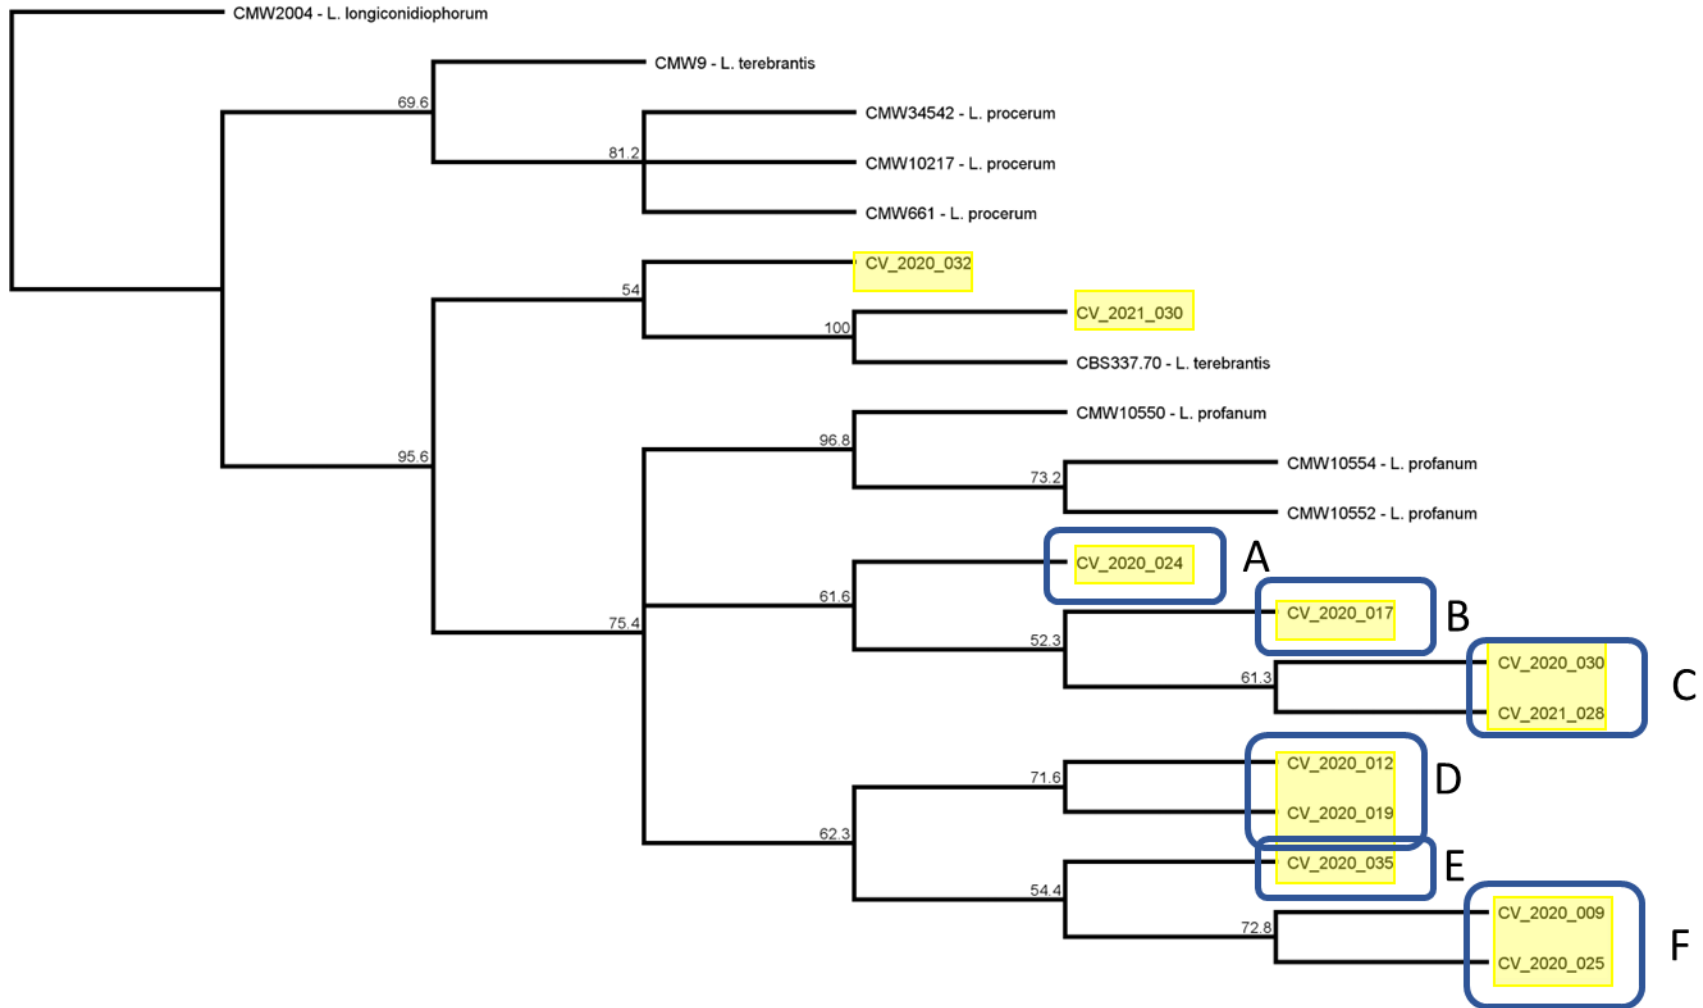 CMW2004 - L. longiconidiophorum
CMW9 - L. terebrantis
69.6
CMW34542 - L. procerum
81.2
CMW10217 - L. procerum
CMW661 - L. procerum
CV_2020_032
54
CV_2021_030
100
CBS337.70 - L. terebrantis
CMW10550 - L. profanum
96.8
95.6
CMW10554 - L. profanum
73.2
CMW10552 - L. profanum
CV_2020_024
A
61.6
CV_2020_017
B
75.4
52.3
CV_2020_030
61.3
C
CV_2021_028
CV_2020_012
71.6
D
CV_2020_019
62.3
CV_2020_035
E
54.4
CV_2020_009
72.8
F
CV_2020_025